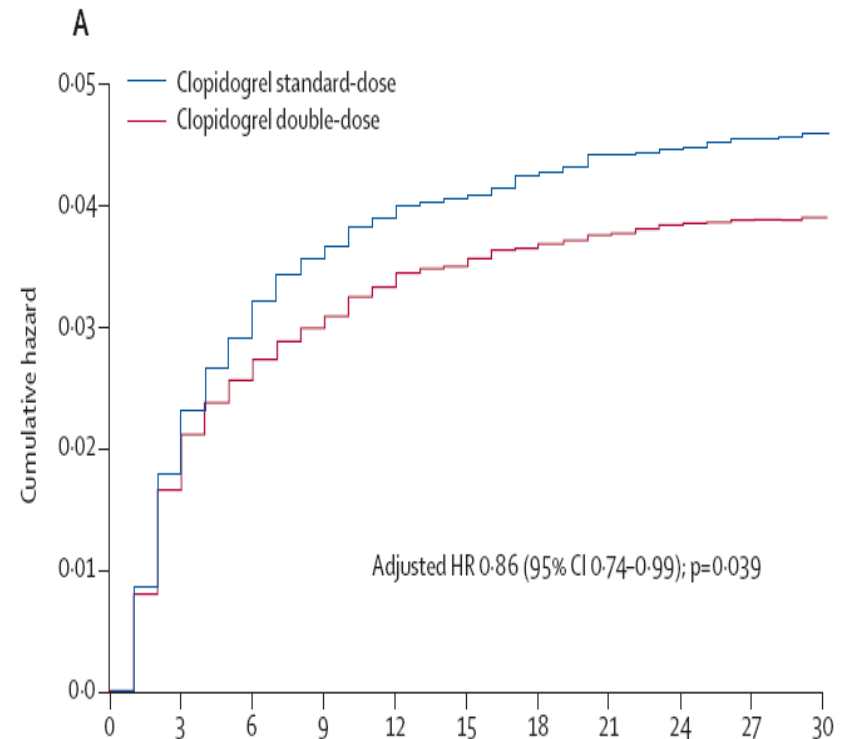 A
Clopidogrel standard-dose
Clopidogrel double-dose
0·05
0·04
0·03
0·02
0·01
0·0
Cumulative hazard
Adjusted HR 0·86 (95% CI 0·74–0·99); p=0·039
0 3 6 9 12 15 18 21 24 27 30